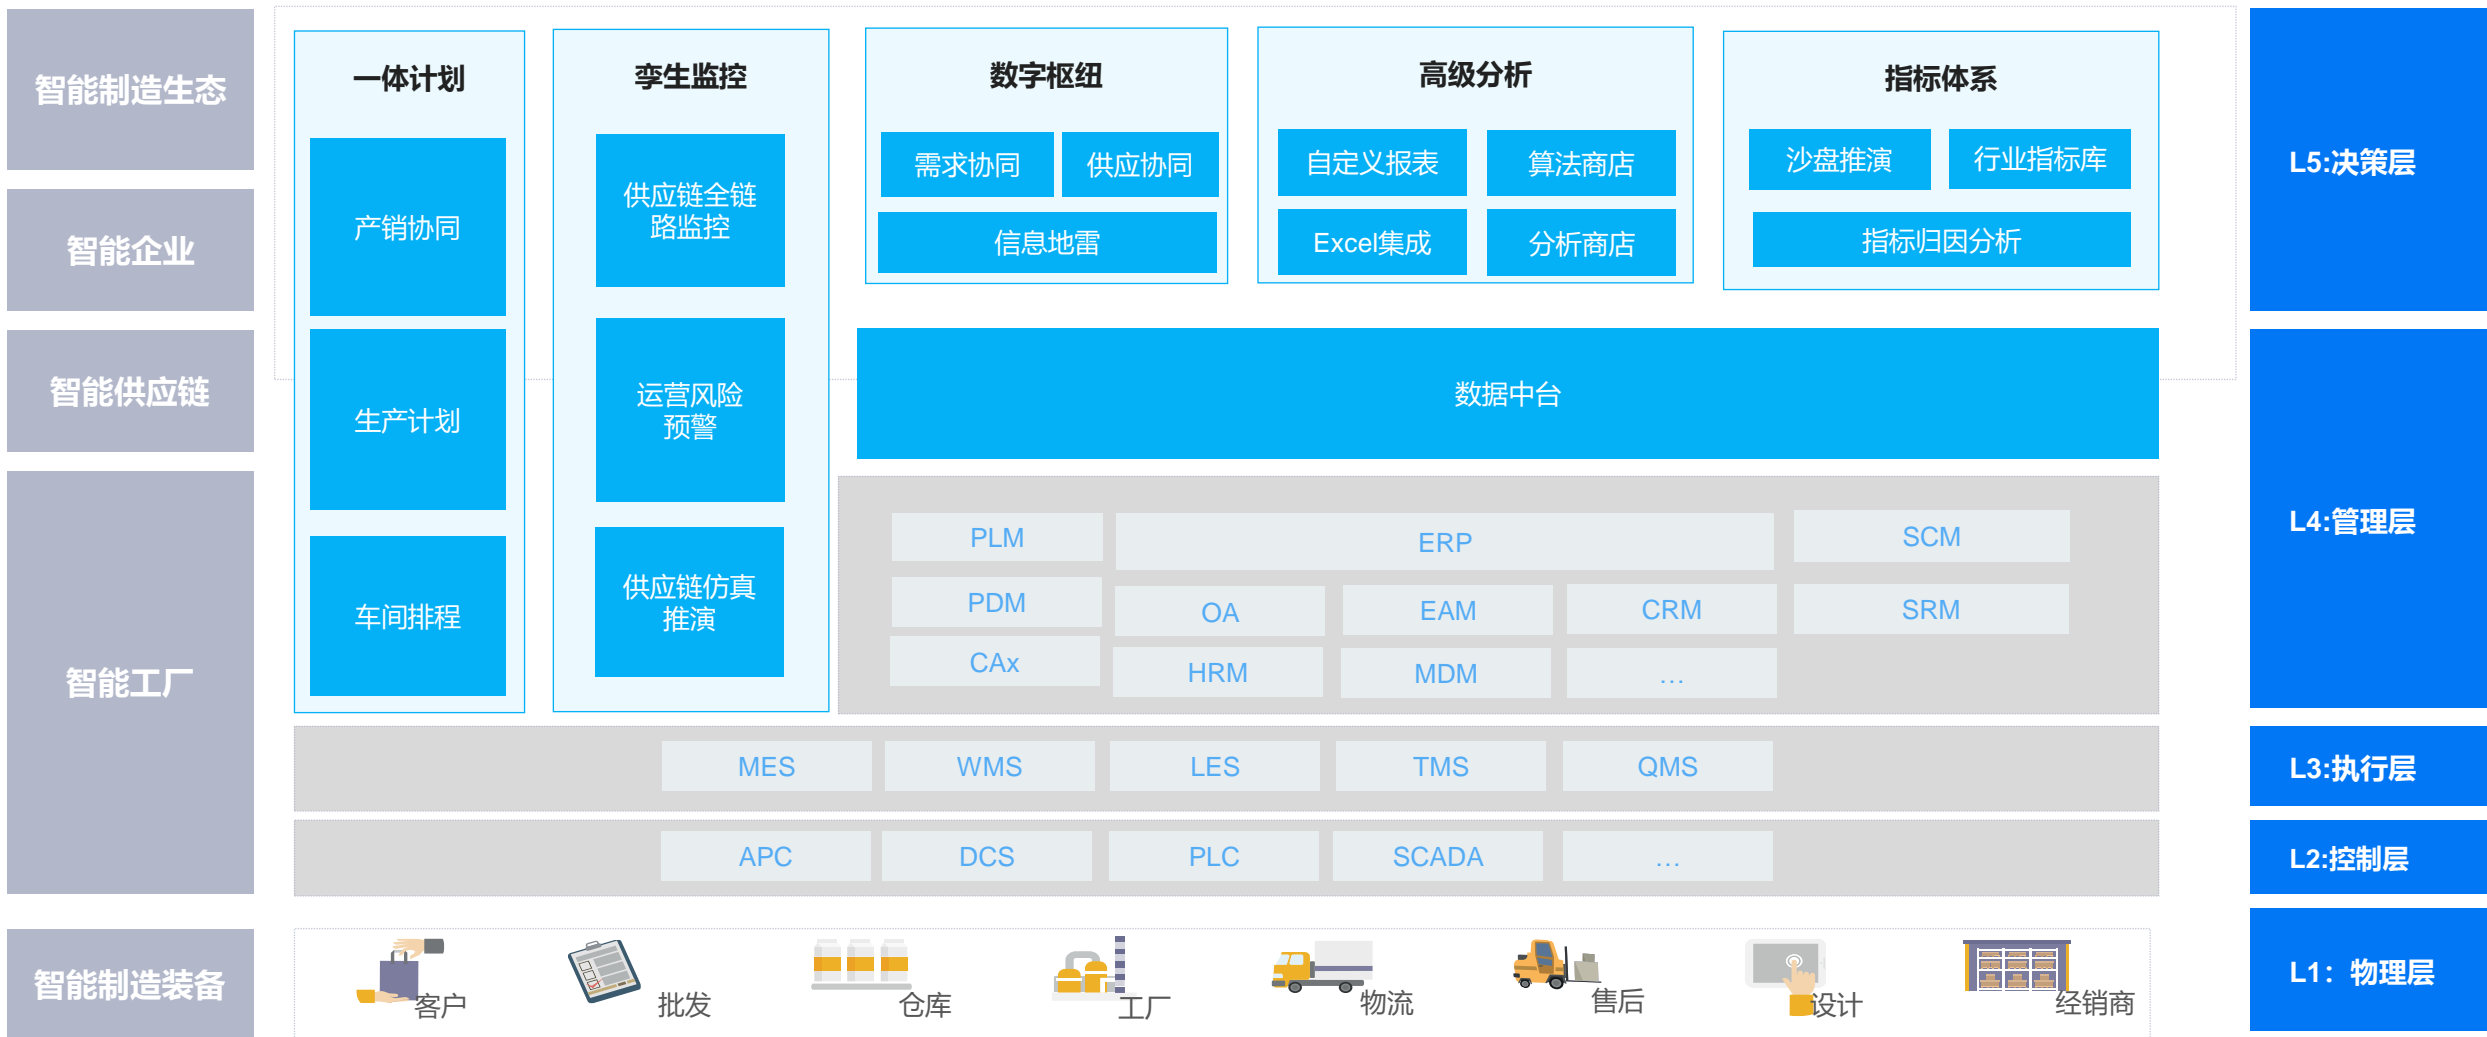 智能制造生态
智能企业
智能供应链
智能工厂
智能制造装备
一体计划
产销协同
生产计划
车间排程
孪生监控
供应链全链
路监控
运营风险
预警
供应链仿真
推演
数字枢纽
需求协同
供应协同
信息地雷
高级分析
自定义报表
算法商店
Excel集成
分析商店
指标体系
沙盘推演
行业指标库
指标归因分析
数据中台
PLM
ERP
SCM
PDM
OA
EAM
CRM
SRM
CAx
HRM
MDM
...
MES
WMS
LES
TMS
QMS
APC
DCS
PLC
SCADA
...
客户
批发
仓库
工厂
物流
售后
设计
经销商
L5:决策层
L4:管理层
L3:执行层
L2:控制层
L1：物理层